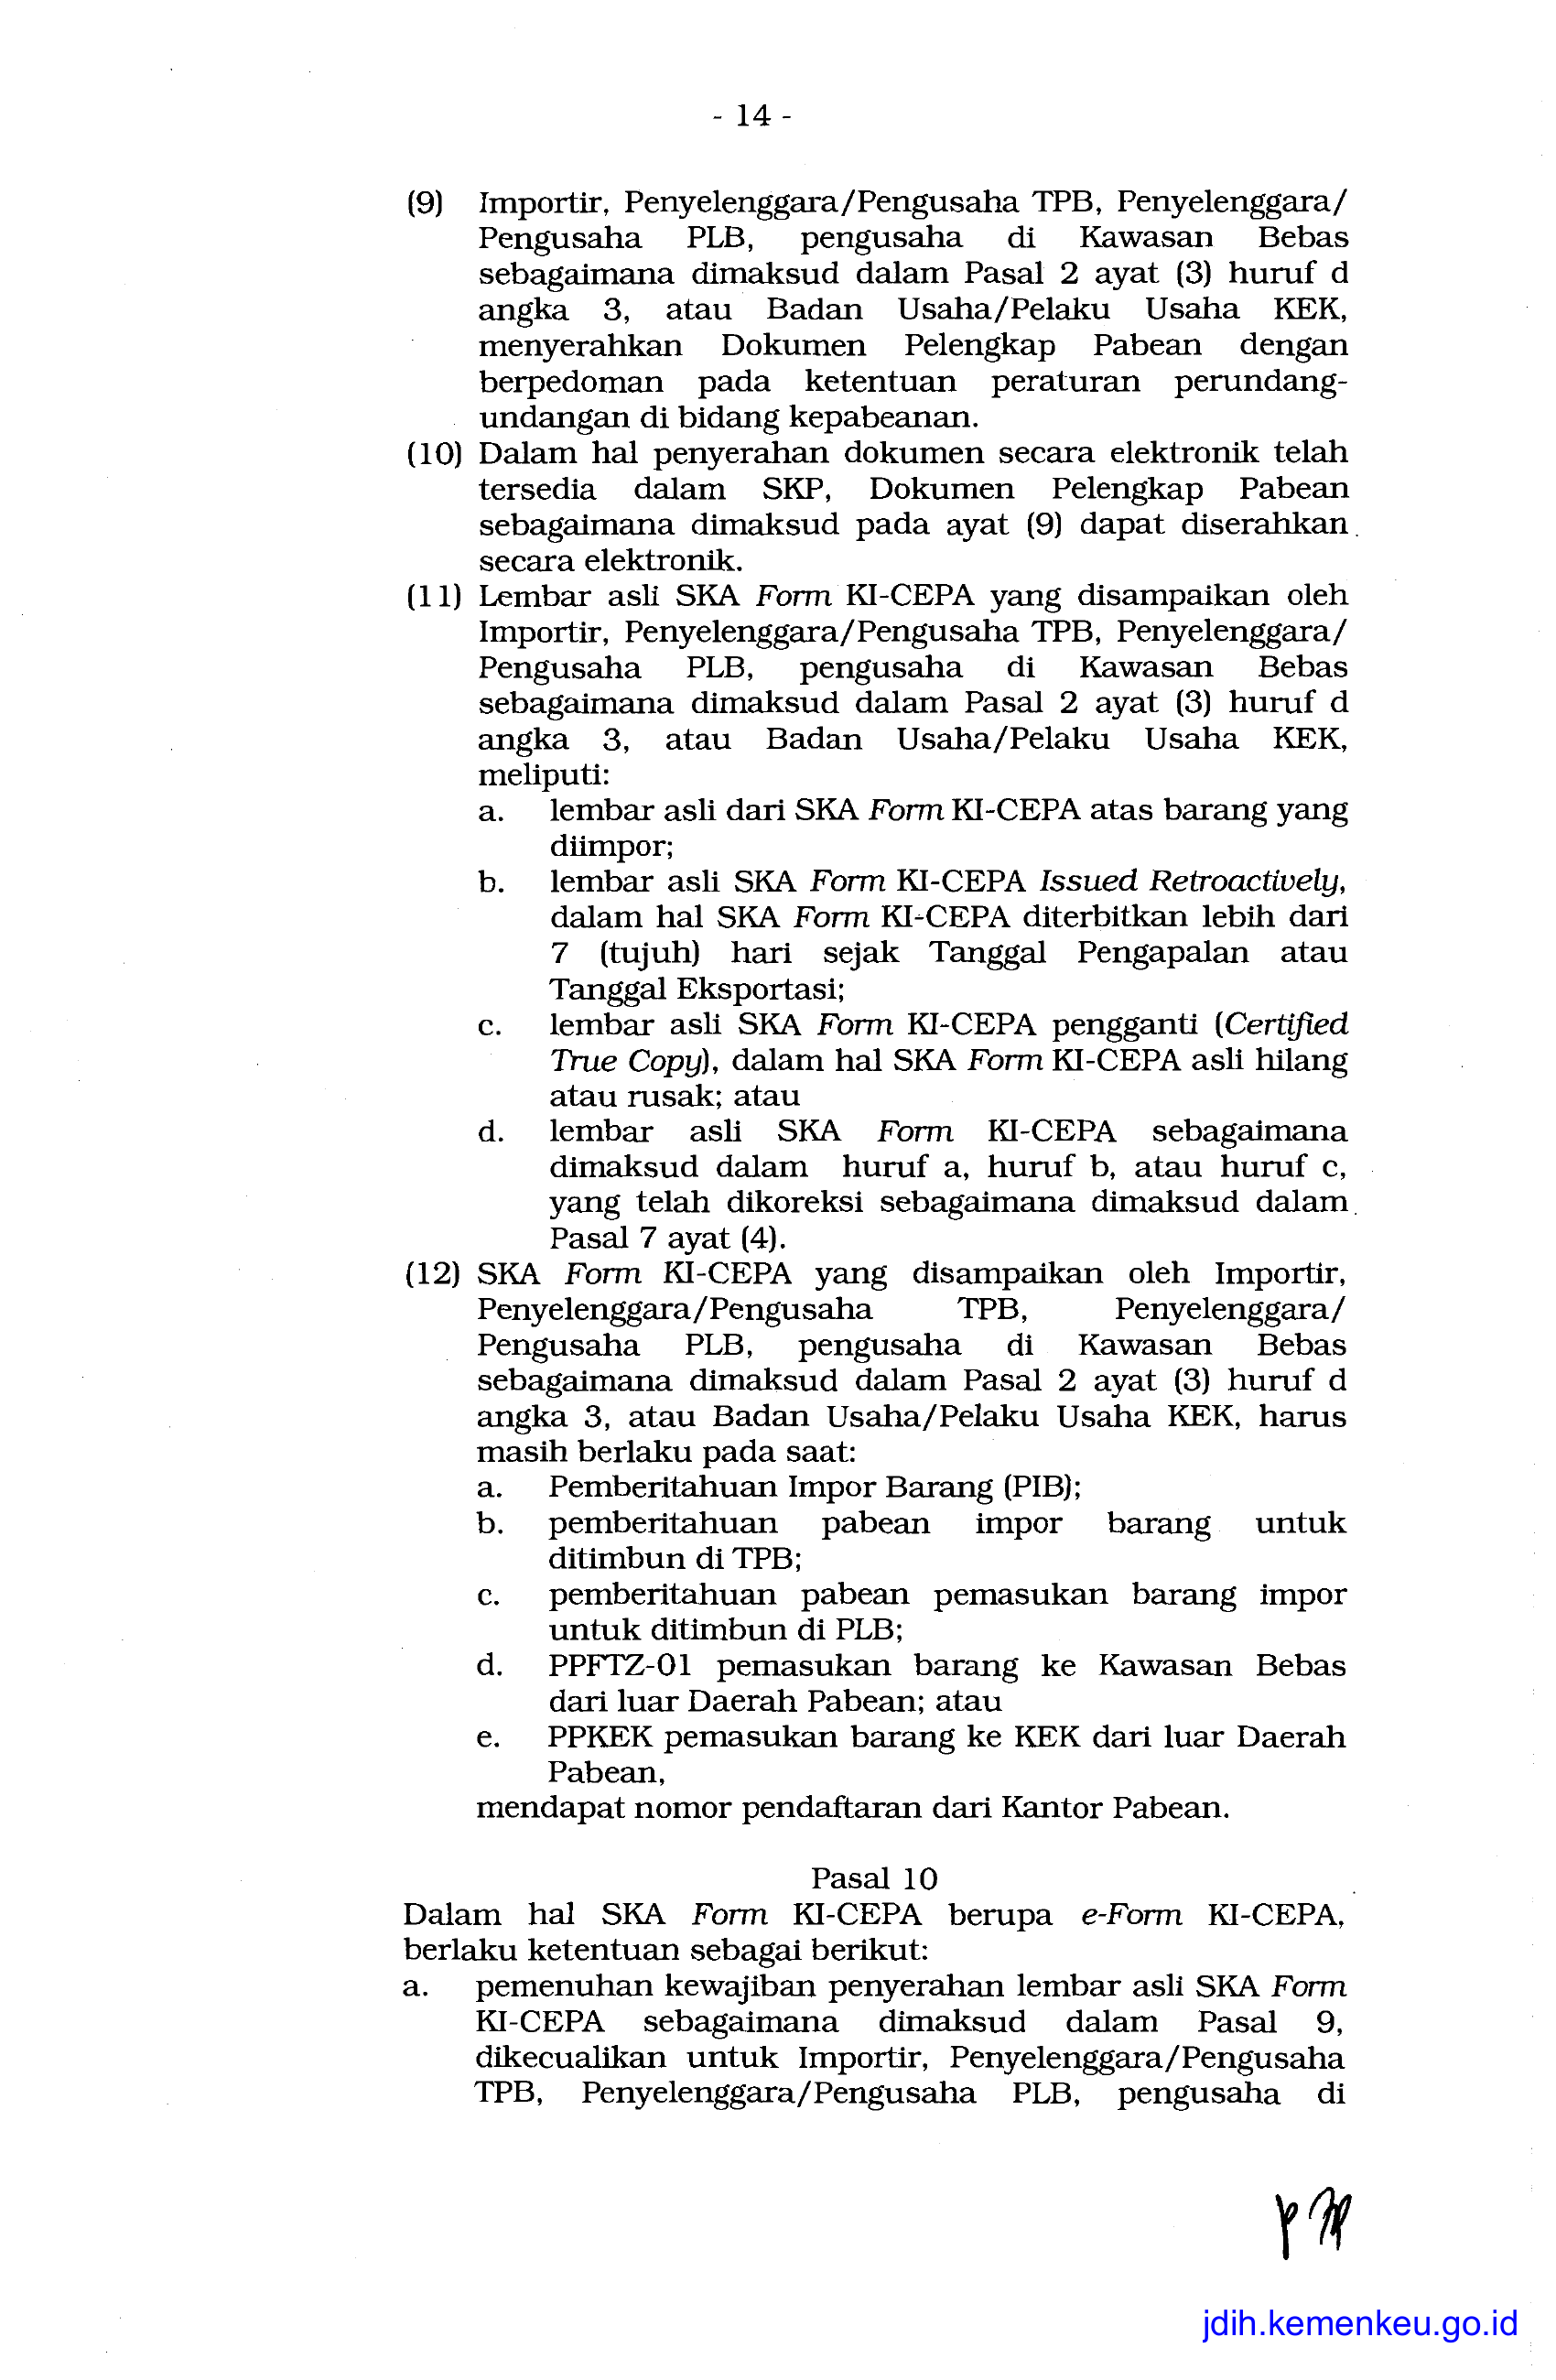 - 14 -
(9) Importir, Penyelenggara/Pengusaha TPB, Penyelenggara/
Pengusaha PLB, pengusaha di Kawasan Bebas
sebagaimana dimaksud dalam Pasal 2 ayat (3) huruf d
angka 3, atau Badan Usaha/Pelaku Usaha KEK,
menyerahkan Dokumen Pelengkap Pabean dengan
berpedoman pada ketentuan peraturan perundang-
undangan di bidang kepabeanan.
(10) Dalam hal penyerahan dokumen secara elektronik telah
tersedia dalam SKP, Dokumen Pelengkap Pabean
sebagaimana dimaksud pada ayat (9) dapat diserahkan
secara elektronik.
(11) Lembar asli SKA Form KI-CEPA yang disampaikan oleh
Importir, Penyelenggara/Pengusaha TPB, Penyelenggara/
Pengusaha PLB, pengusaha di Kawasan Bebas
sebagaimana dimaksud dalam Pasal 2 ayat (3) huruf d
angka 3, atau Badan Usaha/Pelaku Usaha KEK,
meliputi:
a. lembar asli dari SKA Form KI-CEPA atas barang yang
diimpor;
b. lembar asli SKA Form KI-CEPA Issued Retroactively,
dalam hal SKA Form KI-CEPA diterbitkan lebih dari
7 (tujuh) hari sejak Tanggal Pengapalan atau
Tanggal Eksportasi;
c. lembar asli SKA Form KI-CEPA pengganti (Certified
True Copy), dalam hal SKA Form KI-CEPA asli hilang
atau rusak; atau
d. lembar asli SKA Form KI-CEPA sebagaimana
dimaksud dalam huruf a, huruf b, atau huruf c,
yang telah dikoreksi sebagaimana dimaksud dalam
Pasal 7 ayat (4).
(12) SKA Form KI-CEPA yang disampaikan oleh Importir,
Penyelenggara/Pengusaha TPB, Penyelenggara/
Pengusaha PLB, pengusaha di Kawasan Bebas
sebagaimana dimaksud dalam Pasal 2 ayat (3) huruf d
angka 3, atau Badan Usaha/Pelaku Usaha KEK, harus
masih berlaku pada saat:
a. Pemberitahuan Impor Barang (PIB);
b. pemberitahuan pabean impor barang untuk
ditimbun di TPB;
c. pemberitahuan pabean pemasukan barang impor
untuk ditimbun di PLB;
d. PPFTZ-01 pemasukan barang ke Kawasan Bebas
dari luar Daerah Pabean; atau
e. PPKEK pemasukan barang ke KEK dari luar Daerah
Pabean,
mendapat nomor pendaftaran dari Kantor Pabean.
Pasal 10
Dalam hal SKA Form KI-CEPA berupa e-Form KI-CEPA,
berlaku ketentuan sebagai berikut:
a. pemenuhan kewajiban penyerahan lembar asli SKA Form
KI-CEPA sebagaimana dimaksud dalam Pasal 9,
dikecualikan untuk Importir, Penyelenggara/Pengusaha
TPB, Penyelenggara/Pengusaha PLB, pengusaha di
jdih.kemenkeu.go.id